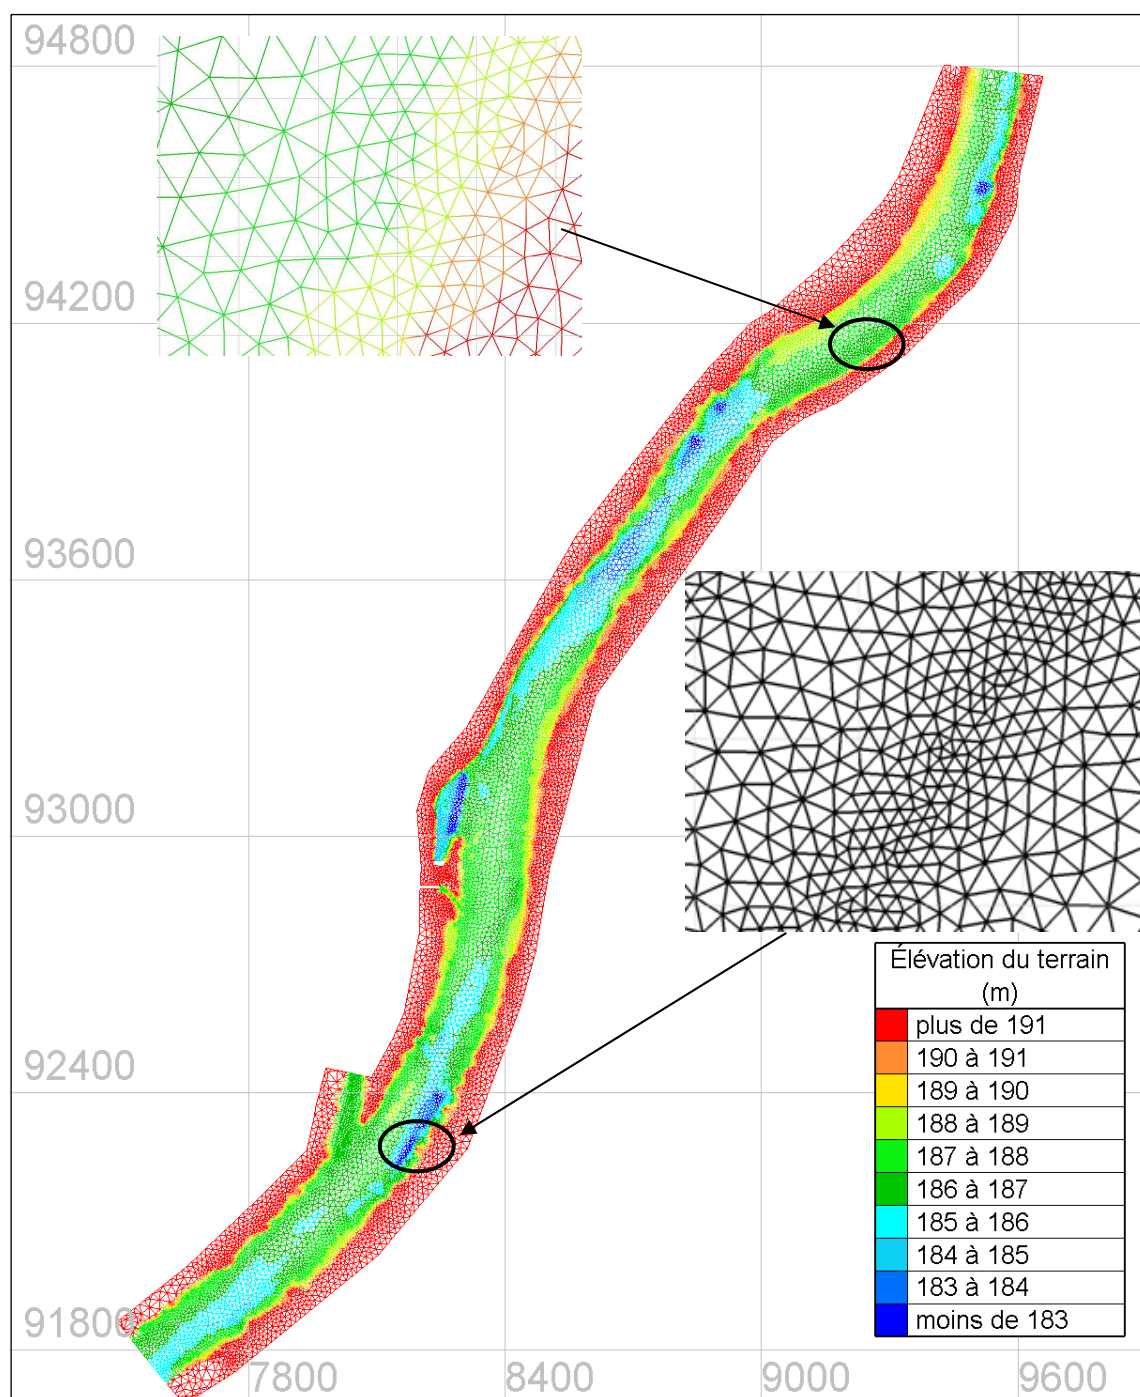 94800
94200
93600
93000
92400
91800
7800
8400
9000
9600
Élévation du terrain
(m)
plus de 191
190 à 191
189 à 190
188 à 189
187 à 188
186 à 187
185 à 186
184 à 185
183 à 184
moins de 183